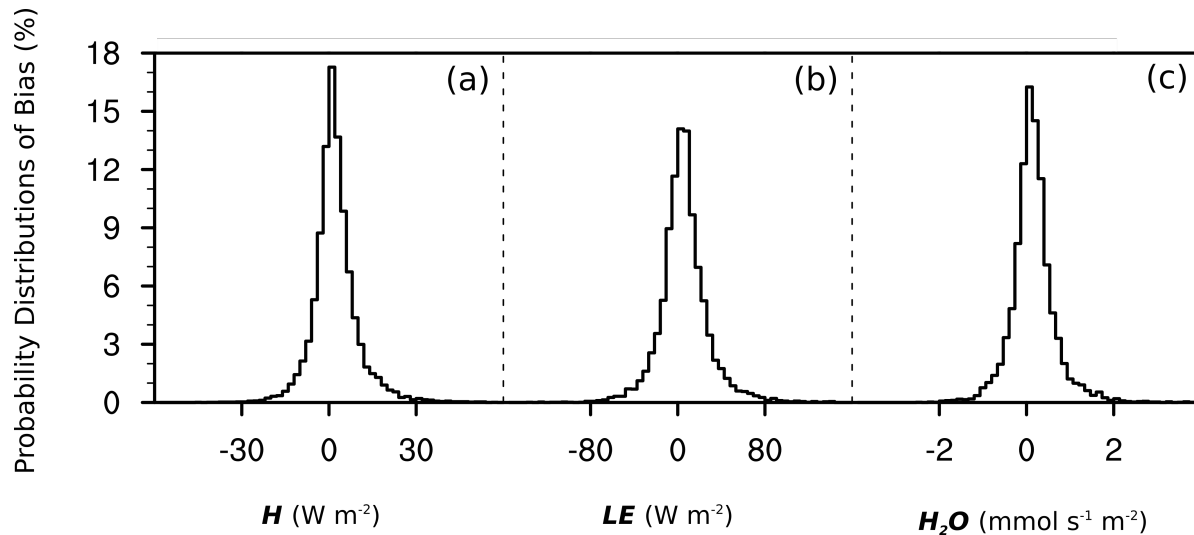 Probability Distributions of Bias (%)
18
15
12
9
6
3
0
(a)
(b)
(c)
-30 0 30 -80 0 80 -2 0 2
H (W m-2) LE (W m-2) H2O (mmol s-1 m-2)